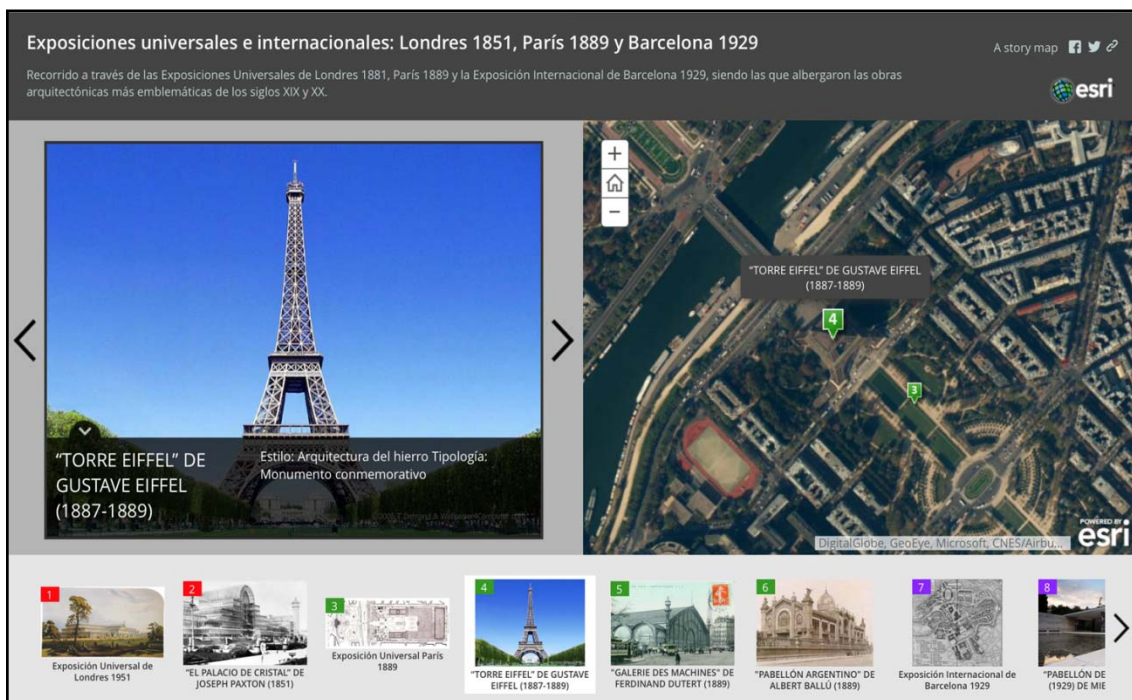 Exposiciones universales e internacionales: Londres 1851, París 1889 y Barcelona 1929
A story map
Recorrido a través de las Exposiciones Universales de Londres 1881, París 1889 y la Exposición Internacional de Barcelona 1929, siendo las que albergaron las obras
arquitectónicas más emblemáticas de los siglos XIX y XX.
esri
"TORRE EIFFEL" DE
GUSTAVE EIFFEL
(1887-1889)
Estilo: Arquitectura del hierro Tipología:
Monumento conmemorativo
"TORRE EIFFEL" DE GUSTAVE EIFFEL
(1887-1889)
4
3
POWERED BY
esri
DigitalGlobe, GeoEye, Microsoft, CNES/Airbu...
1
Exposición Universal de
Londres 1951
2
"EL PALACIO DE CRISTAL" DE
JOSEPH PAXTON (1851)
3
Exposición Universal París
1889
4
"TORRE EIFFEL" DE GUSTAVE
EIFFEL (1887-1889)
5
"GALERIE DES MACHINES" DE
FERDINAND DUTERT (1889)
6
"PABELLÓN ARGENTINO" DE
ALBERT BALLÚ (1889)
7
Exposición Internacional de
Barcelona 1929
8
"PABELLÓN DE
(1929) DE MIE